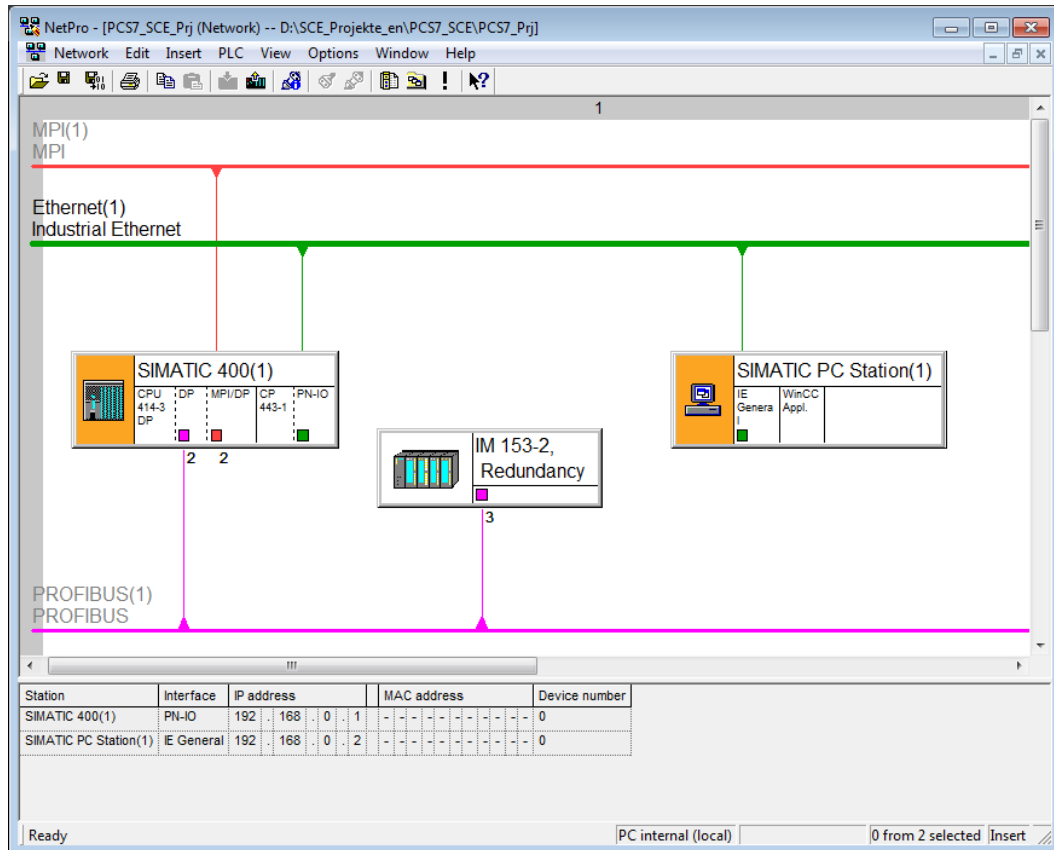 NetPro - [PCS7_SCE_Prj (Network) -- D:\SCE_Projekte_en\PCS7_SCE\PCS7_Prj]
Network Edit Insert PLC View Options Window Help
1
MPI(1)
MPI
Ethernet(1)
Industrial Ethernet
SIMATIC 400(1)
CPU 414-3 DP
DP
MPI/DP
CP 443-1
PN-IO
2 2
SIMATIC PC Station(1)
IE General
WinCC Appl.
IM 153-2,
Redundancy
3
PROFIBUS(1)
PROFIBUS
Station Interface IP address MAC address Device number
SIMATIC 400(1) PN-IO 192 . 168 . 0 . 1 - - - - - - - - - - - 0
SIMATIC PC Station(1) IE General 192 . 168 . 0 . 2 - - - - - - - - - - - 0
Ready PC internal (local) 0 from 2 selected Insert